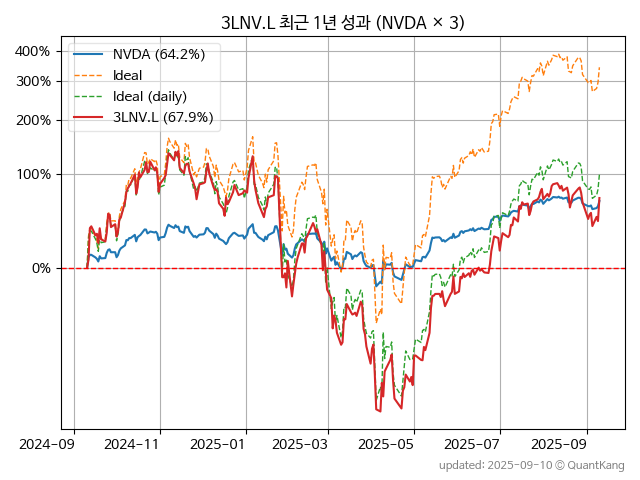 3LNV.L 최근 1년 성과 (NVDA × 3)
NVDA (64.2%)
Ideal
Ideal (daily)
3LNV.L (67.9%)
400%
300%
200%
100%
0%
2024-09
2024-11
2025-01
2025-03
2025-05
2025-07
2025-09
updated: 2025-09-10 © QuantKang